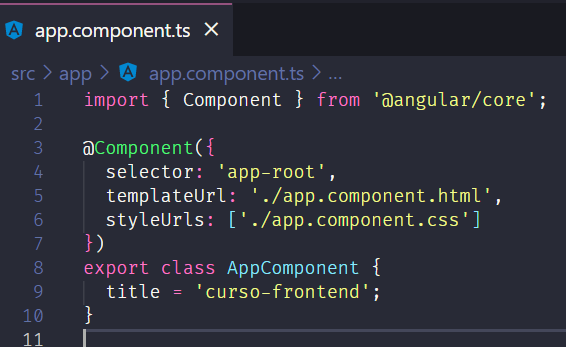 app.component.ts ×
src > app > app.component.ts > ...
1 import { Component } from '@angular/core';
2
3 @Component({
4   selector: 'app-root',
5   templateUrl: './app.component.html',
6   styleUrls: ['./app.component.css']
7 })
8 export class AppComponent {
9   title = 'curso-frontend';
10 }
11